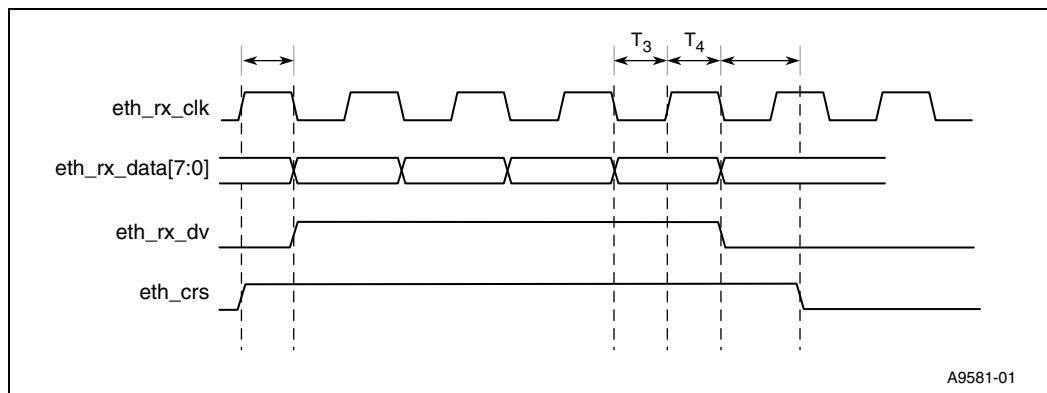 T3 T4
eth_rx_clk
eth_rx_data[7:0]
eth_rx_dv
eth_crs
A9581-01